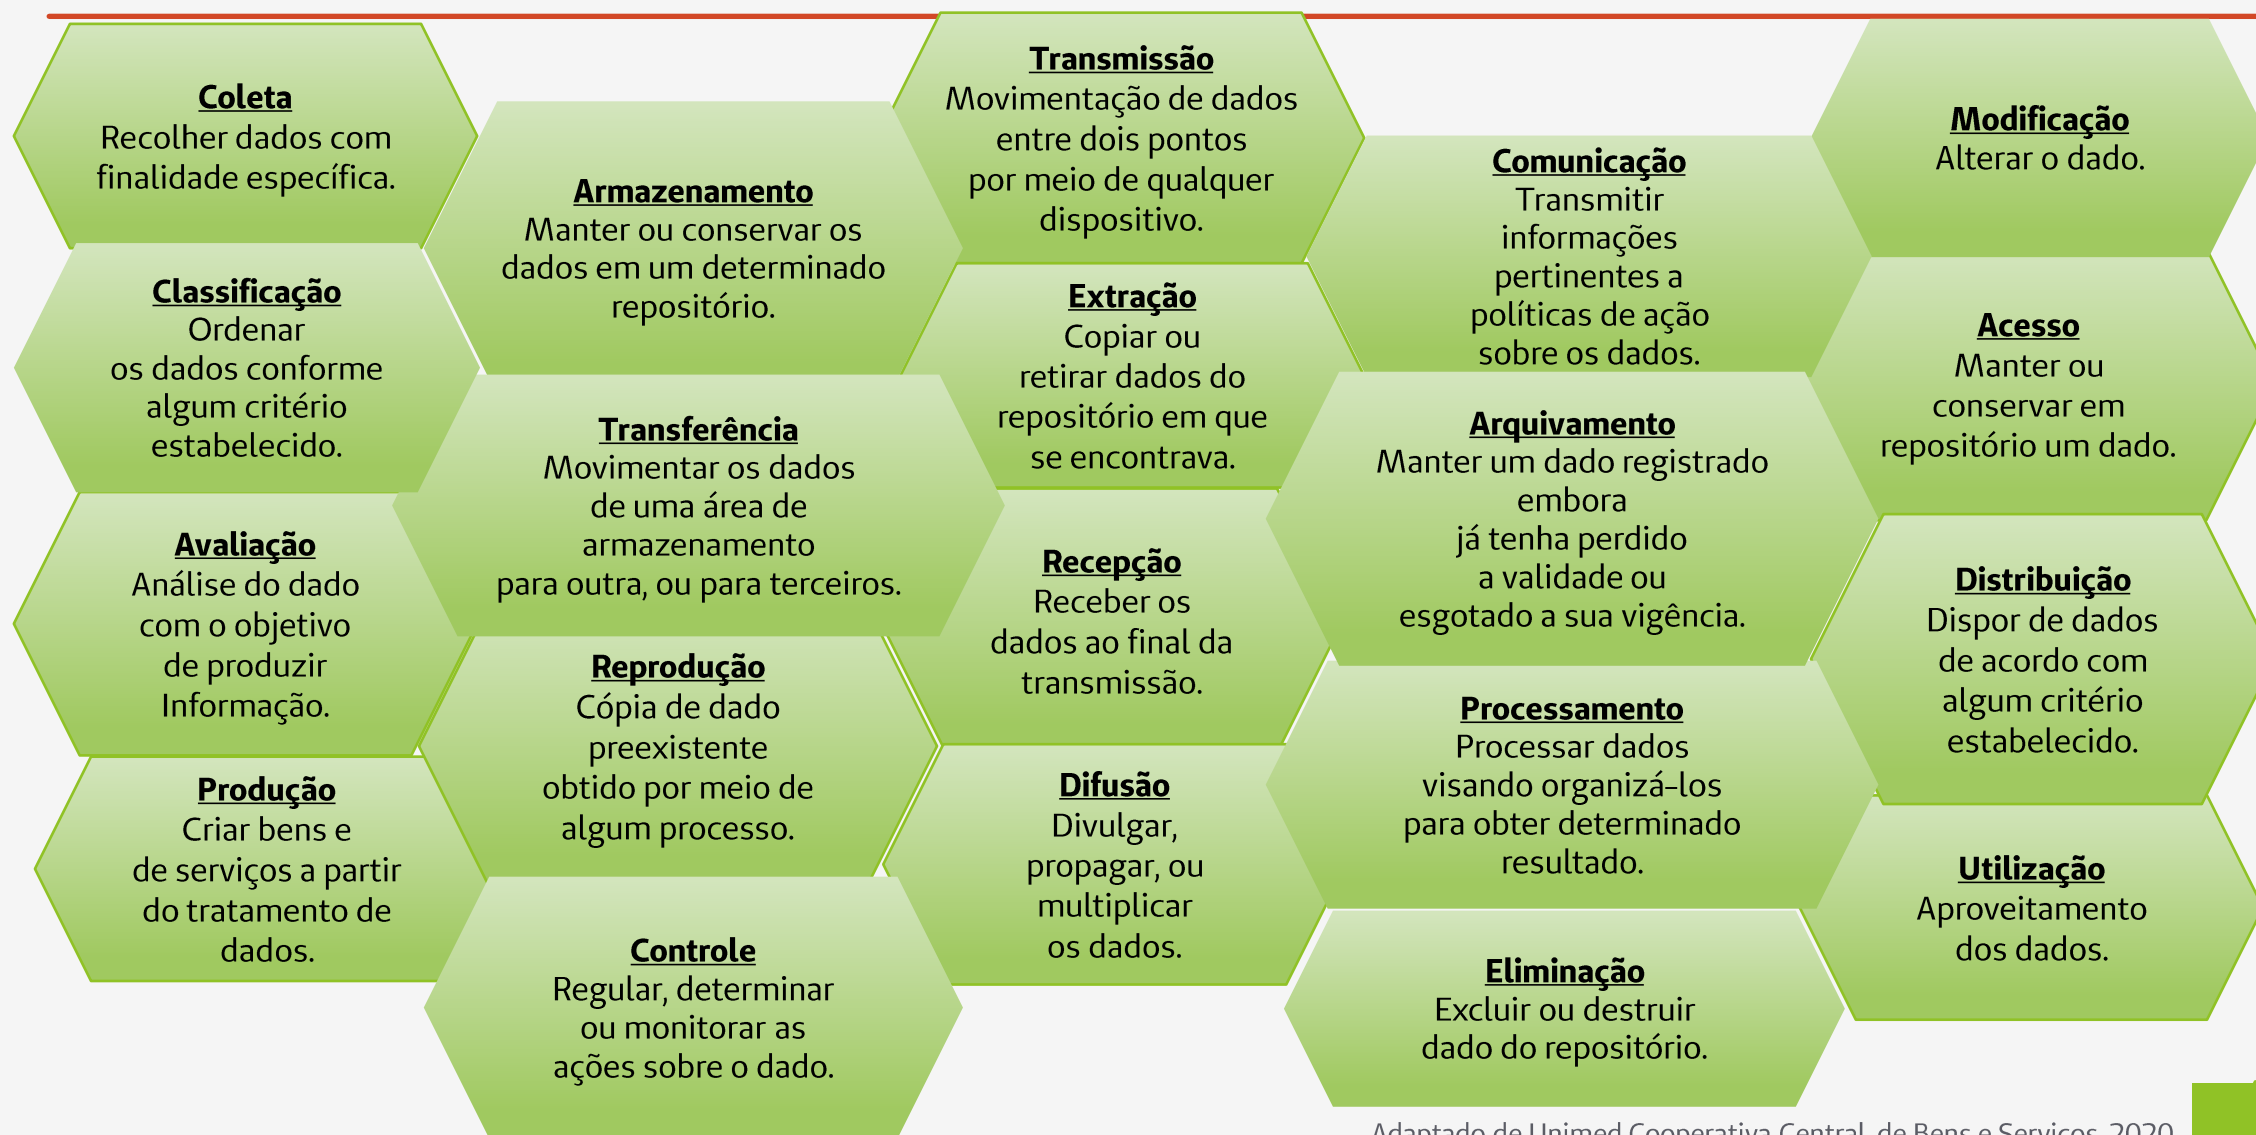 Coleta
Recolher dados com
finalidade específica.
Classificação
Ordenar
os dados conforme
algum critério
estabelecido.
Avaliação
Análise do dado
com o objetivo
de produzir
Informação.
Produção
Criar bens e
de serviços a partir
do tratamento de
dados.
Armazenamento
Manter ou conservar os
dados em um determinado
repositório.
Transferência
Movimentar os dados
de uma área de
armazenamento
para outra, ou para terceiros.
Reprodução
Cópia de dado
preexistente
obtido por meio de
algum processo.
Controle
Regular, determinar
ou monitorar as
ações sobre o dado.
Transmissão
Movimentação de dados
entre dois pontos
por meio de qualquer
dispositivo.
Extração
Copiar ou
retirar dados do
repositório em que
se encontrava.
Recepção
Receber os
dados ao final da
transmissão.
Difusão
Divulgar,
propagar, ou
multiplicar
os dados.
Comunicação
Transmitir
informações
pertinentes a
políticas de ação
sobre os dados.
Arquivamento
Manter um dado registrado
embora
já tenha perdido
a validade ou
esgotado a sua vigência.
Processamento
Processar dados
visando organizá-los
para obter determinado
resultado.
Eliminação
Excluir ou destruir
dado do repositório.
Modificação
Alterar o dado.
Acesso
Manter ou
conservar em
repositório um dado.
Distribuição
Dispor de dados
de acordo com
algum critério
estabelecido.
Utilização
Aproveitamento
dos dados.
Adaptado de Unimed Cooperativa Central de Bens e Serviços, 2020